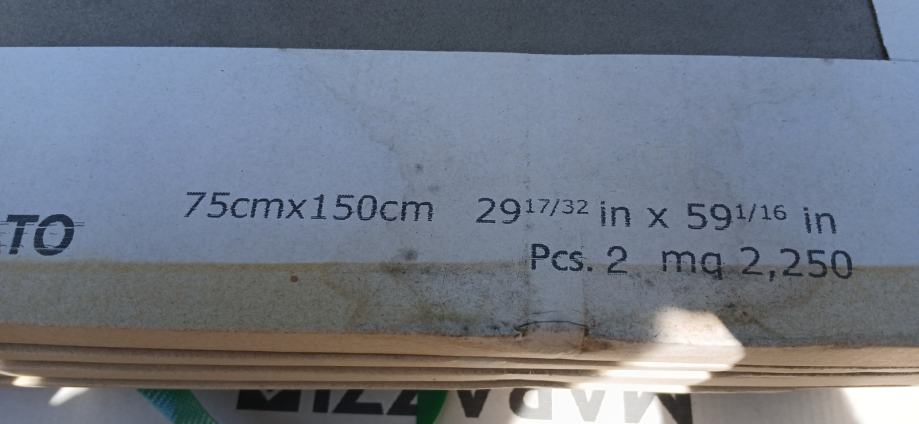 75cmx150cm 29 17/32 in x 59 1/16 in
TO
Pcs. 2 mq 2,250